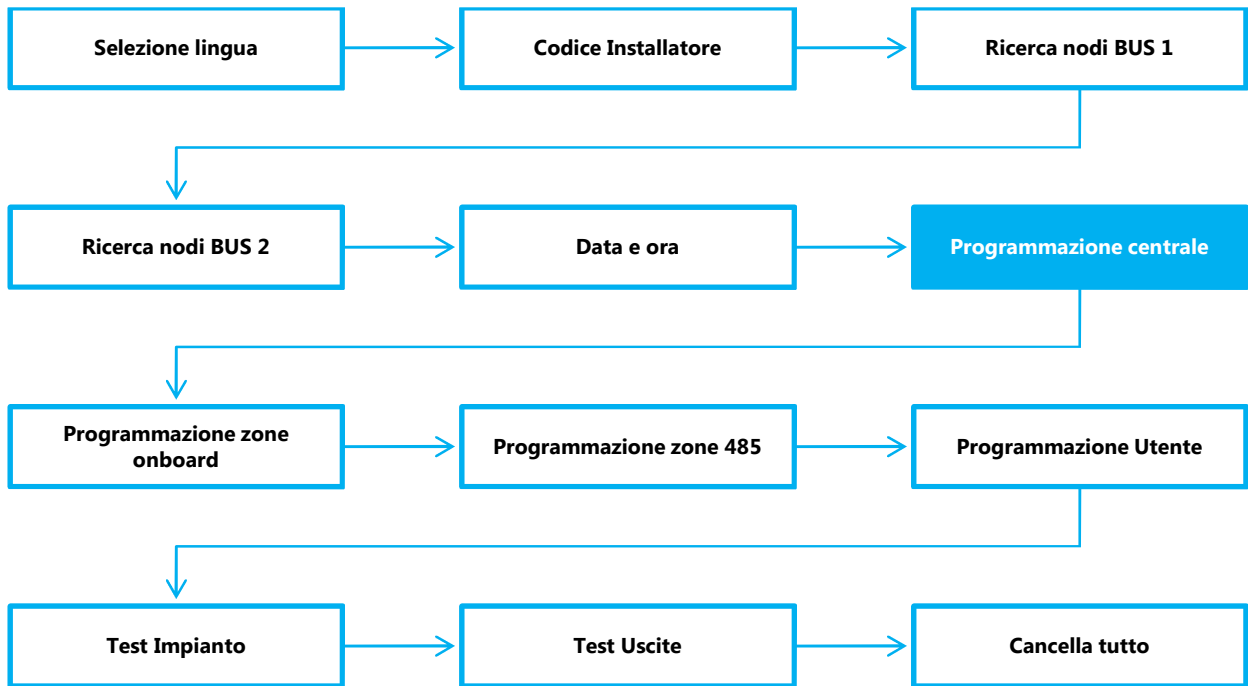 Selezione lingua
Codice Installatore
Ricerca nodi BUS 1
Ricerca nodi BUS 2
Data e ora
Programmazione centrale
Programmazione zone
onboard
Programmazione zone 485
Programmazione Utente
Test Impianto
Test Uscite
Cancella tutto